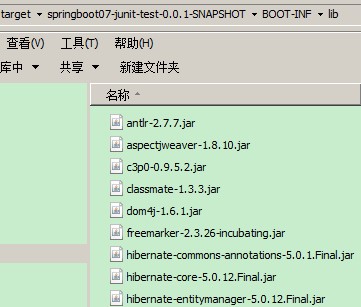 target ▸ springboot07-junit-test-0.0.1-SNAPSHOT ▸ BOOT-INF ▸ lib
查看(V) 工具(T) 帮助(H)
库中 ▼ 共享 ▼ 新建文件夹
名称
antlr-2.7.7.jar
aspectjweaver-1.8.10.jar
c3p0-0.9.5.2.jar
classmate-1.3.3.jar
dom4j-1.6.1.jar
freemarker-2.3.26-incubating.jar
hibernate-commons-annotations-5.0.1.Final.jar
hibernate-core-5.0.12.Final.jar
hibernate-entitymanager-5.0.12.Final.jar